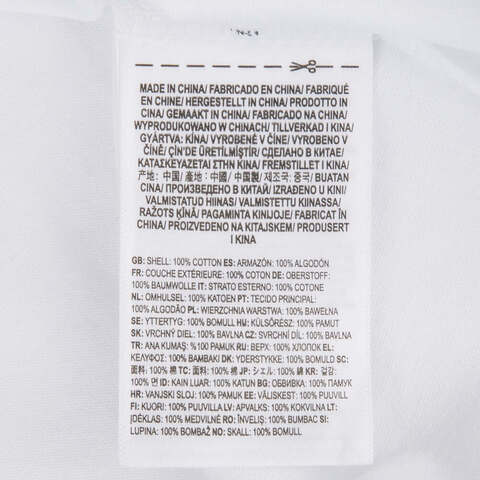 MADE IN CHINA/ FABRICADO EN CHINA/ FABRIQUÉ
EN CHINE/ HERGESTELLT IN CHINA/ PRODOTTO IN
CINA/ GEMAAKT IN CHINA/ FABRICADO NA CHINA/
WYPRODUKOWANO W CHINACH/ TILLVERKAD I KINA/
GYÁRTVA: KÍNA/ VYROBENÉ V ČÍNE/ VYROBENO V
ČÍNĚ/ ÇİN'DE ÜRETİLMİŞTİR/ СДЕЛАНО В КИТАЕ/
ΚΑΤΑΣΚΕΥΑΖΕΤΑΙ ΣΤΗΝ ΚΙΝΑ/ FREMSTILLET I KINA/
产地: 中国/ 產地: 中國/ 中国製/ 제조국: 중국/ BUATAN
CINA/ ПРОИЗВЕДЕНО В КИТАЙ/ IZRAĐENO U KINI/
VALMISTATUD HIINAS/ VALMISTETTU KIINASSA/
RAŽOTS ĶĪNĀ/ PAGAMINTA KINIJOJE/ FABRICAT ÎN
CHINA/ PROIZVEDENO NA KITAJSKEM/ PRODUSERT
I KINA
GB: SHELL: 100% COTTON ES: ARMAZÓN: 100% ALGODÓN
FR: COUCHE EXTÉRIEURE: 100% COTON DE: OBERSTOFF:
100% BAUMWOLLE IT: STRATO ESTERNO: 100% COTONE
NL: OMHULSEL: 100% KATOEN PT: TECIDO PRINCIPAL:
100% ALGODÃO PL: WIERZCHNIA WARSTWA: 100% BAWEŁNA
SE: YTTERTYG: 100% BOMULL HU: KÜLSŐRÉSZ: 100% PAMUT
SK: VRCHNÝ DIEL: 100% BAVLNA CZ: SVRCHNÍ DÍL: 100% BAVLNA
TR: ANA KUMAŞ: %100 PAMUK RU: ВЕРХ: 100% ХЛОПОК EL:
ΚΕΛΥΦΟΣ: 100% ΒΑΜΒΑΚΙ DK: YDERSTYKKE: 100% BOMULD SC:
面料: 100% 棉 TC: 面料: 100% 棉 JP: シェル: 100% 綿 KR: 겉감:
100% 면 ID: KAIN LUAR: 100% KATUN BG: ОБВИВКА: 100% ПАМУК
HR: VANJSKI SLOJ: 100% PAMUK EE: VÄLISKEST: 100% PUUVILL
FI: KUORI: 100% PUUVILLA LV: APVALKS: 100% KOKVILNA LT:
ĮDĖKLAS: 100% MEDVILNĖ RO: ÎNVELIŞ: 100% BUMBAC SI:
LUPINA: 100% BOMBAŽ NO: SKALL: 100% BOMULL